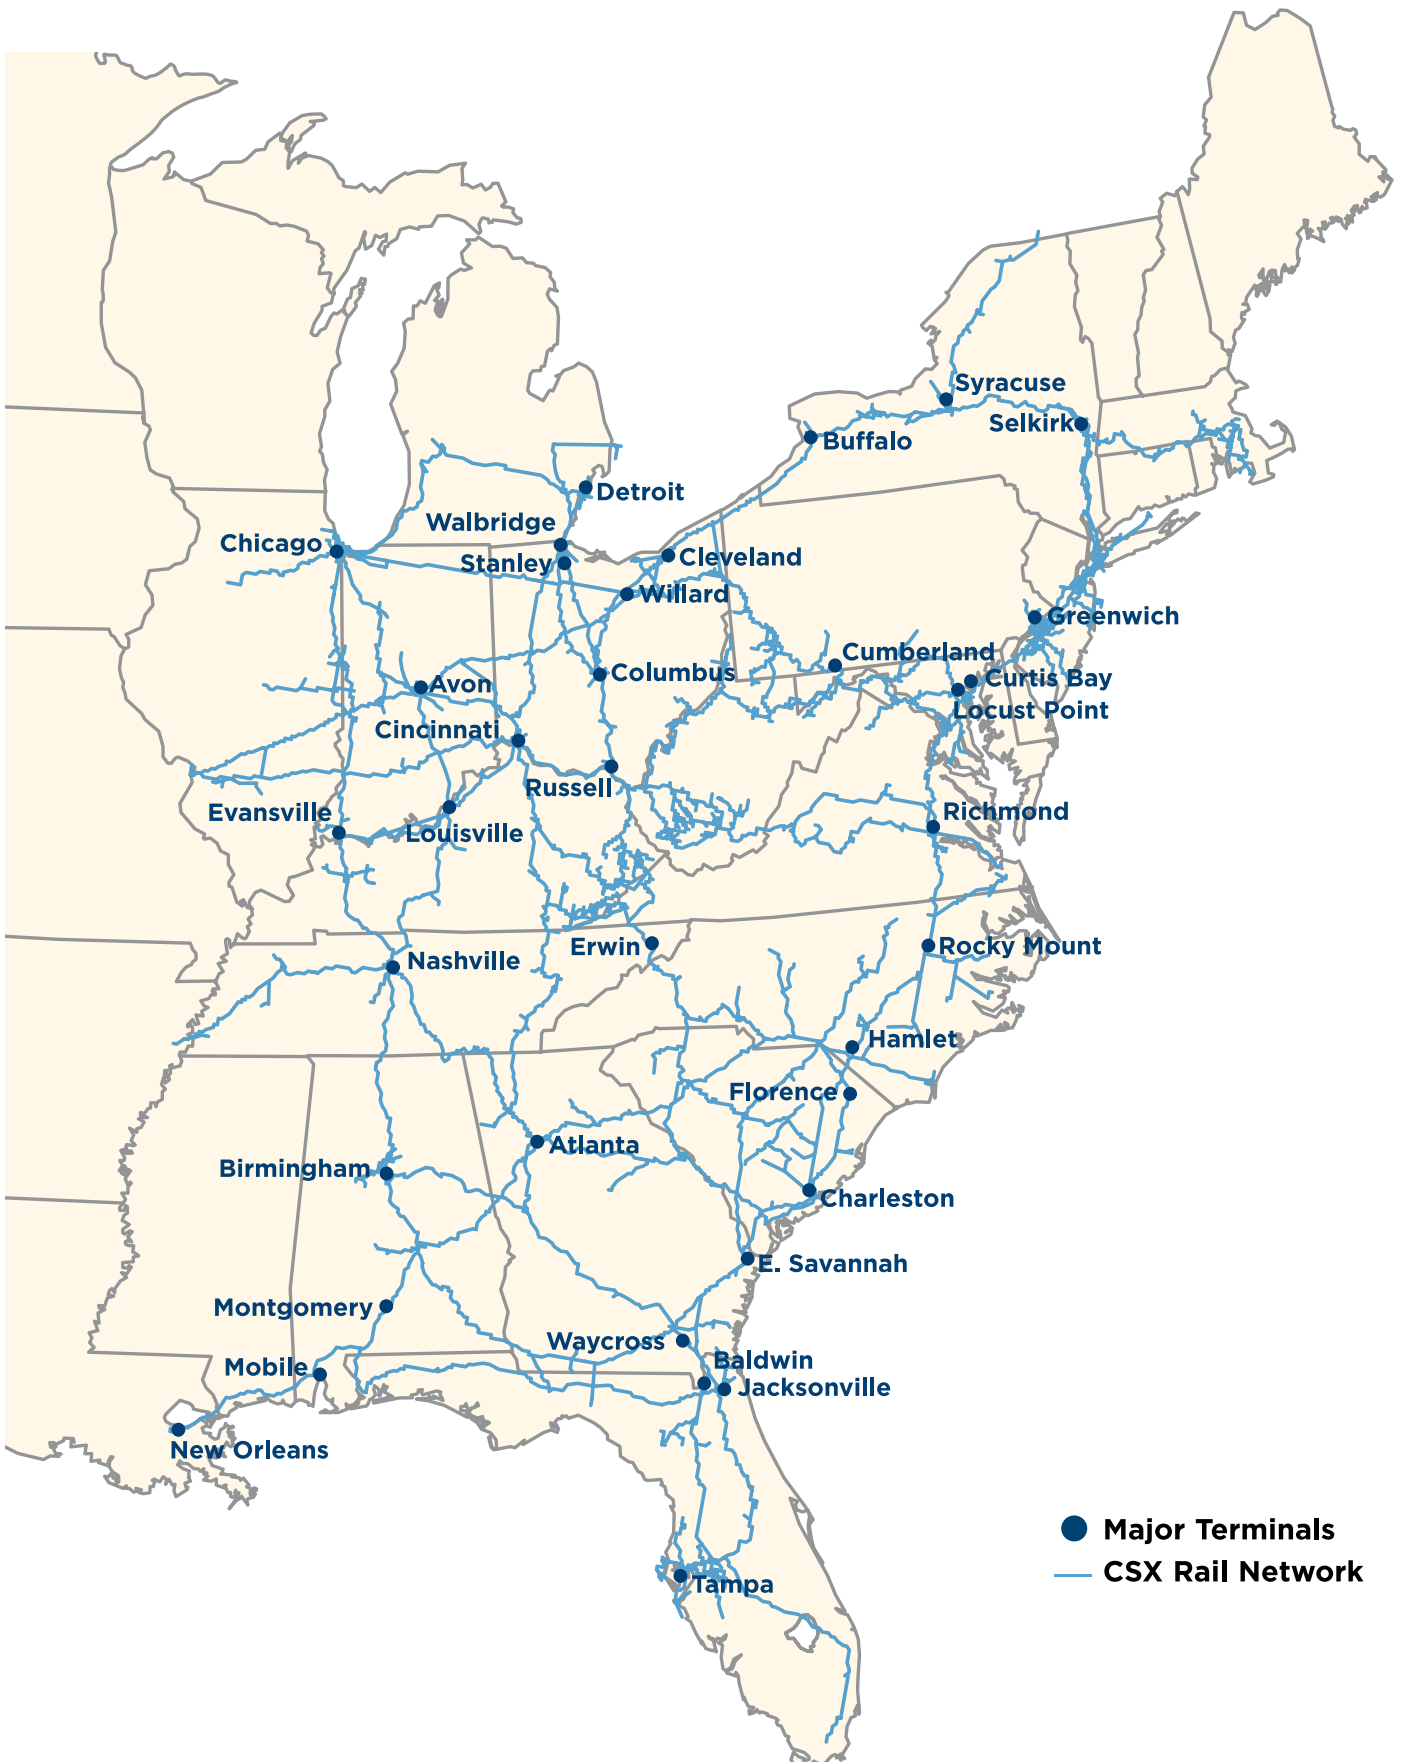 Syracuse
Selkirk
Buffalo
Detroit
Walbridge
Chicago
Stanley
Cleveland
Willard
Greenwich
Cumberland
Columbus
Curtis Bay
Avon
Locust Point
Cincinnati
Russell
Evansville
Richmond
Louisville
Erwin
Rocky Mount
Nashville
Hamlet
Florence
Atlanta
Birmingham
Charleston
E. Savannah
Montgomery
Waycross
Baldwin
Mobile
Jacksonville
New Orleans
Tampa
Major Terminals
CSX Rail Network